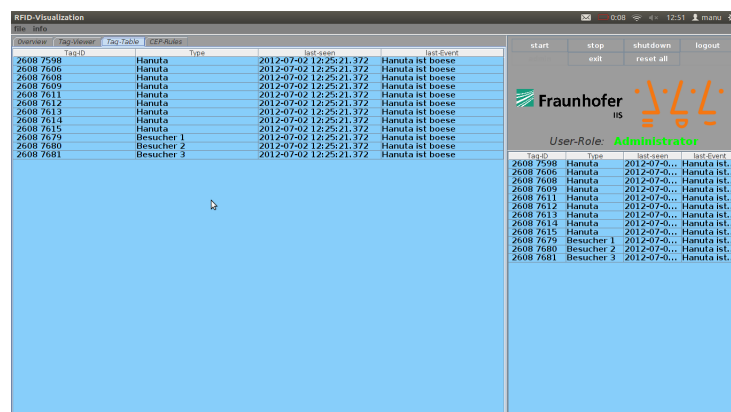 RFID-Visualization
0:08 12:51 manu
file info
Overview Tag-Viewer Tag-Table CEP-Rules
Tag-ID Type last-seen last-Event
2608 7598 Hanuta 2012-07-02 12:25:21.372 Hanuta ist boese
2608 7606 Hanuta 2012-07-02 12:25:21.372 Hanuta ist boese
2608 7608 Hanuta 2012-07-02 12:25:21.372 Hanuta ist boese
2608 7609 Hanuta 2012-07-02 12:25:21.372 Hanuta ist boese
2608 7611 Hanuta 2012-07-02 12:25:21.372 Hanuta ist boese
2608 7612 Hanuta 2012-07-02 12:25:21.372 Hanuta ist boese
2608 7613 Hanuta 2012-07-02 12:25:21.372 Hanuta ist boese
2608 7614 Hanuta 2012-07-02 12:25:21.372 Hanuta ist boese
2608 7615 Hanuta 2012-07-02 12:25:21.372 Hanuta ist boese
2608 7679 Besucher 1 2012-07-02 12:25:21.372 Hanuta ist boese
2608 7680 Besucher 2 2012-07-02 12:25:21.372 Hanuta ist boese
2608 7681 Besucher 3 2012-07-02 12:25:21.372 Hanuta ist boese
start stop shutdown logout
exit reset all
Fraunhofer
IIS
User-Role: Administrator
Tag-ID Type last-seen last-Event
2608 7598 Hanuta 2012-07-0... Hanuta ist.
2608 7606 Hanuta 2012-07-0... Hanuta ist.
2608 7608 Hanuta 2012-07-0... Hanuta ist.
2608 7609 Hanuta 2012-07-0... Hanuta ist.
2608 7611 Hanuta 2012-07-0... Hanuta ist.
2608 7612 Hanuta 2012-07-0... Hanuta ist.
2608 7613 Hanuta 2012-07-0... Hanuta ist.
2608 7614 Hanuta 2012-07-0... Hanuta ist.
2608 7615 Hanuta 2012-07-0... Hanuta ist.
2608 7679 Besucher 1 2012-07-0... Hanuta ist.
2608 7680 Besucher 2 2012-07-0... Hanuta ist.
2608 7681 Besucher 3 2012-07-0... Hanuta ist.